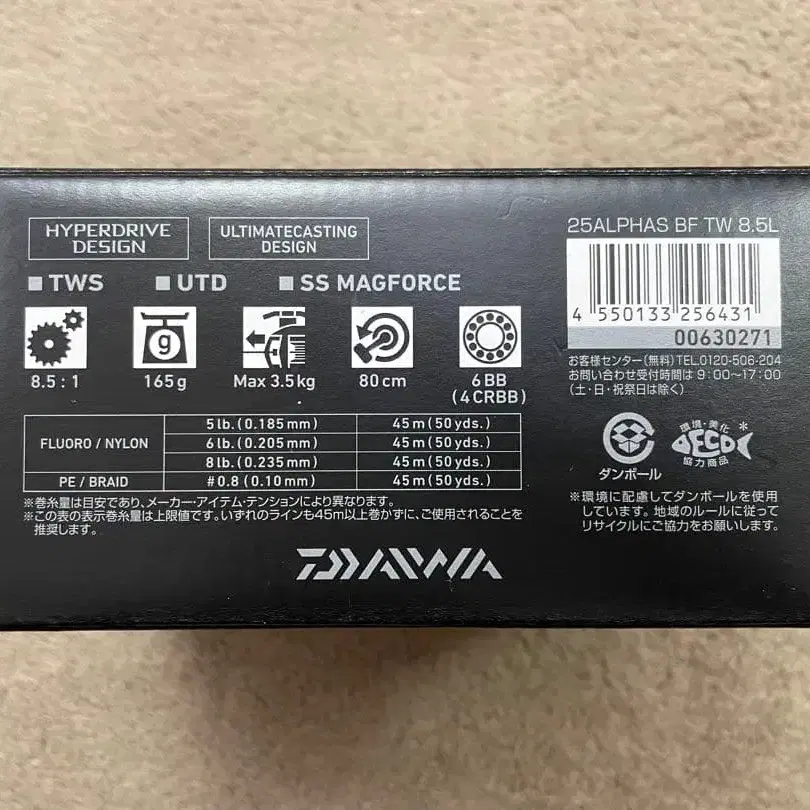 HYPERDRIVE
DESIGN
ULTIMATECASTING
DESIGN
TWS
UTD
SS MAGFORCE
g
8.5 : 1
165g
Max 3.5kg
80cm
6BB
(4CRBB)
FLUORO / NYLON
5lb.(0.185mm)
45m(50yds.)
6lb.(0.205mm)
45m(50yds.)
8lb.(0.235mm)
45m(50yds.)
PE / BRAID
#0.8(0.10mm)
45m(50yds.)
※巻糸量は目安であり、メーカー・アイテム・テンションにより異なります。
※この表の表示巻糸量は上限値です。いずれのラインも45m以上巻かずに、ご使用されることを
推奨します。
DAIWA
25ALPHAS BF TW 8.5L
4 550133 256431
00630271
お客様センター(無料)TEL.0120-506-204
お問い合わせ受付時間は 9:00～17:00
(土・日・祝祭日は除く)
ダンボール
環境・美化
ECO
協力商品
※環境に配慮してダンボールを使用
しています。地域のルールに従って
リサイクルにご協力をお願いします。